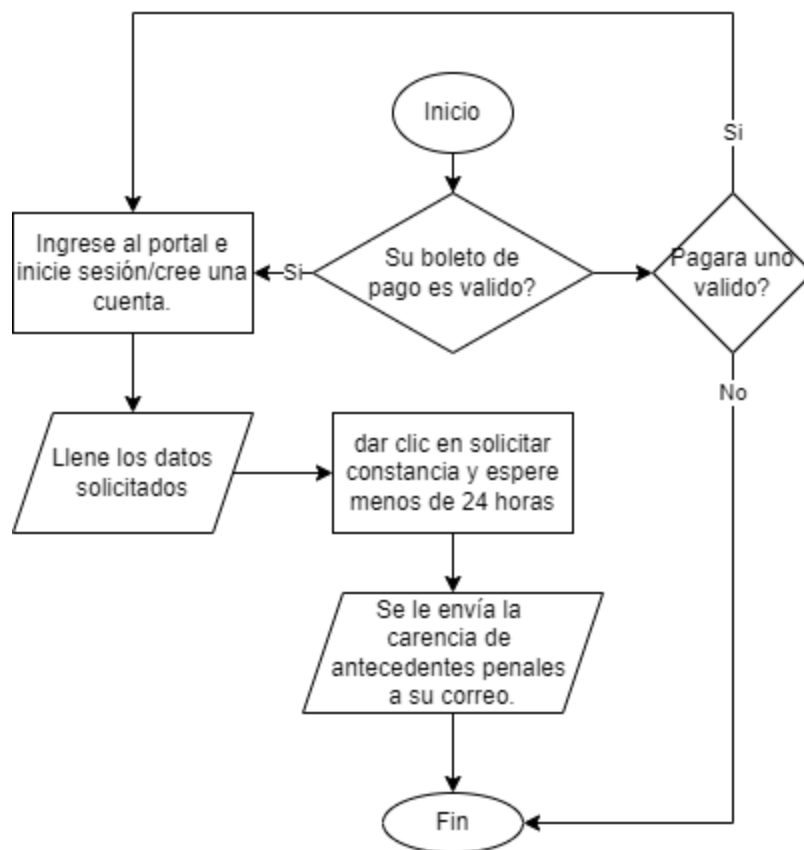 Inicio
Si
Ingrese al portal e
inicie sesión/cree una
cuenta.
Si
Su boleto de
pago es valido?
Pagara uno
valido?
No
Llene los datos
solicitados
dar clic en solicitar
constancia y espere
menos de 24 horas
Se le envía la
carencia de
antecedentes penales
a su correo.
Fin